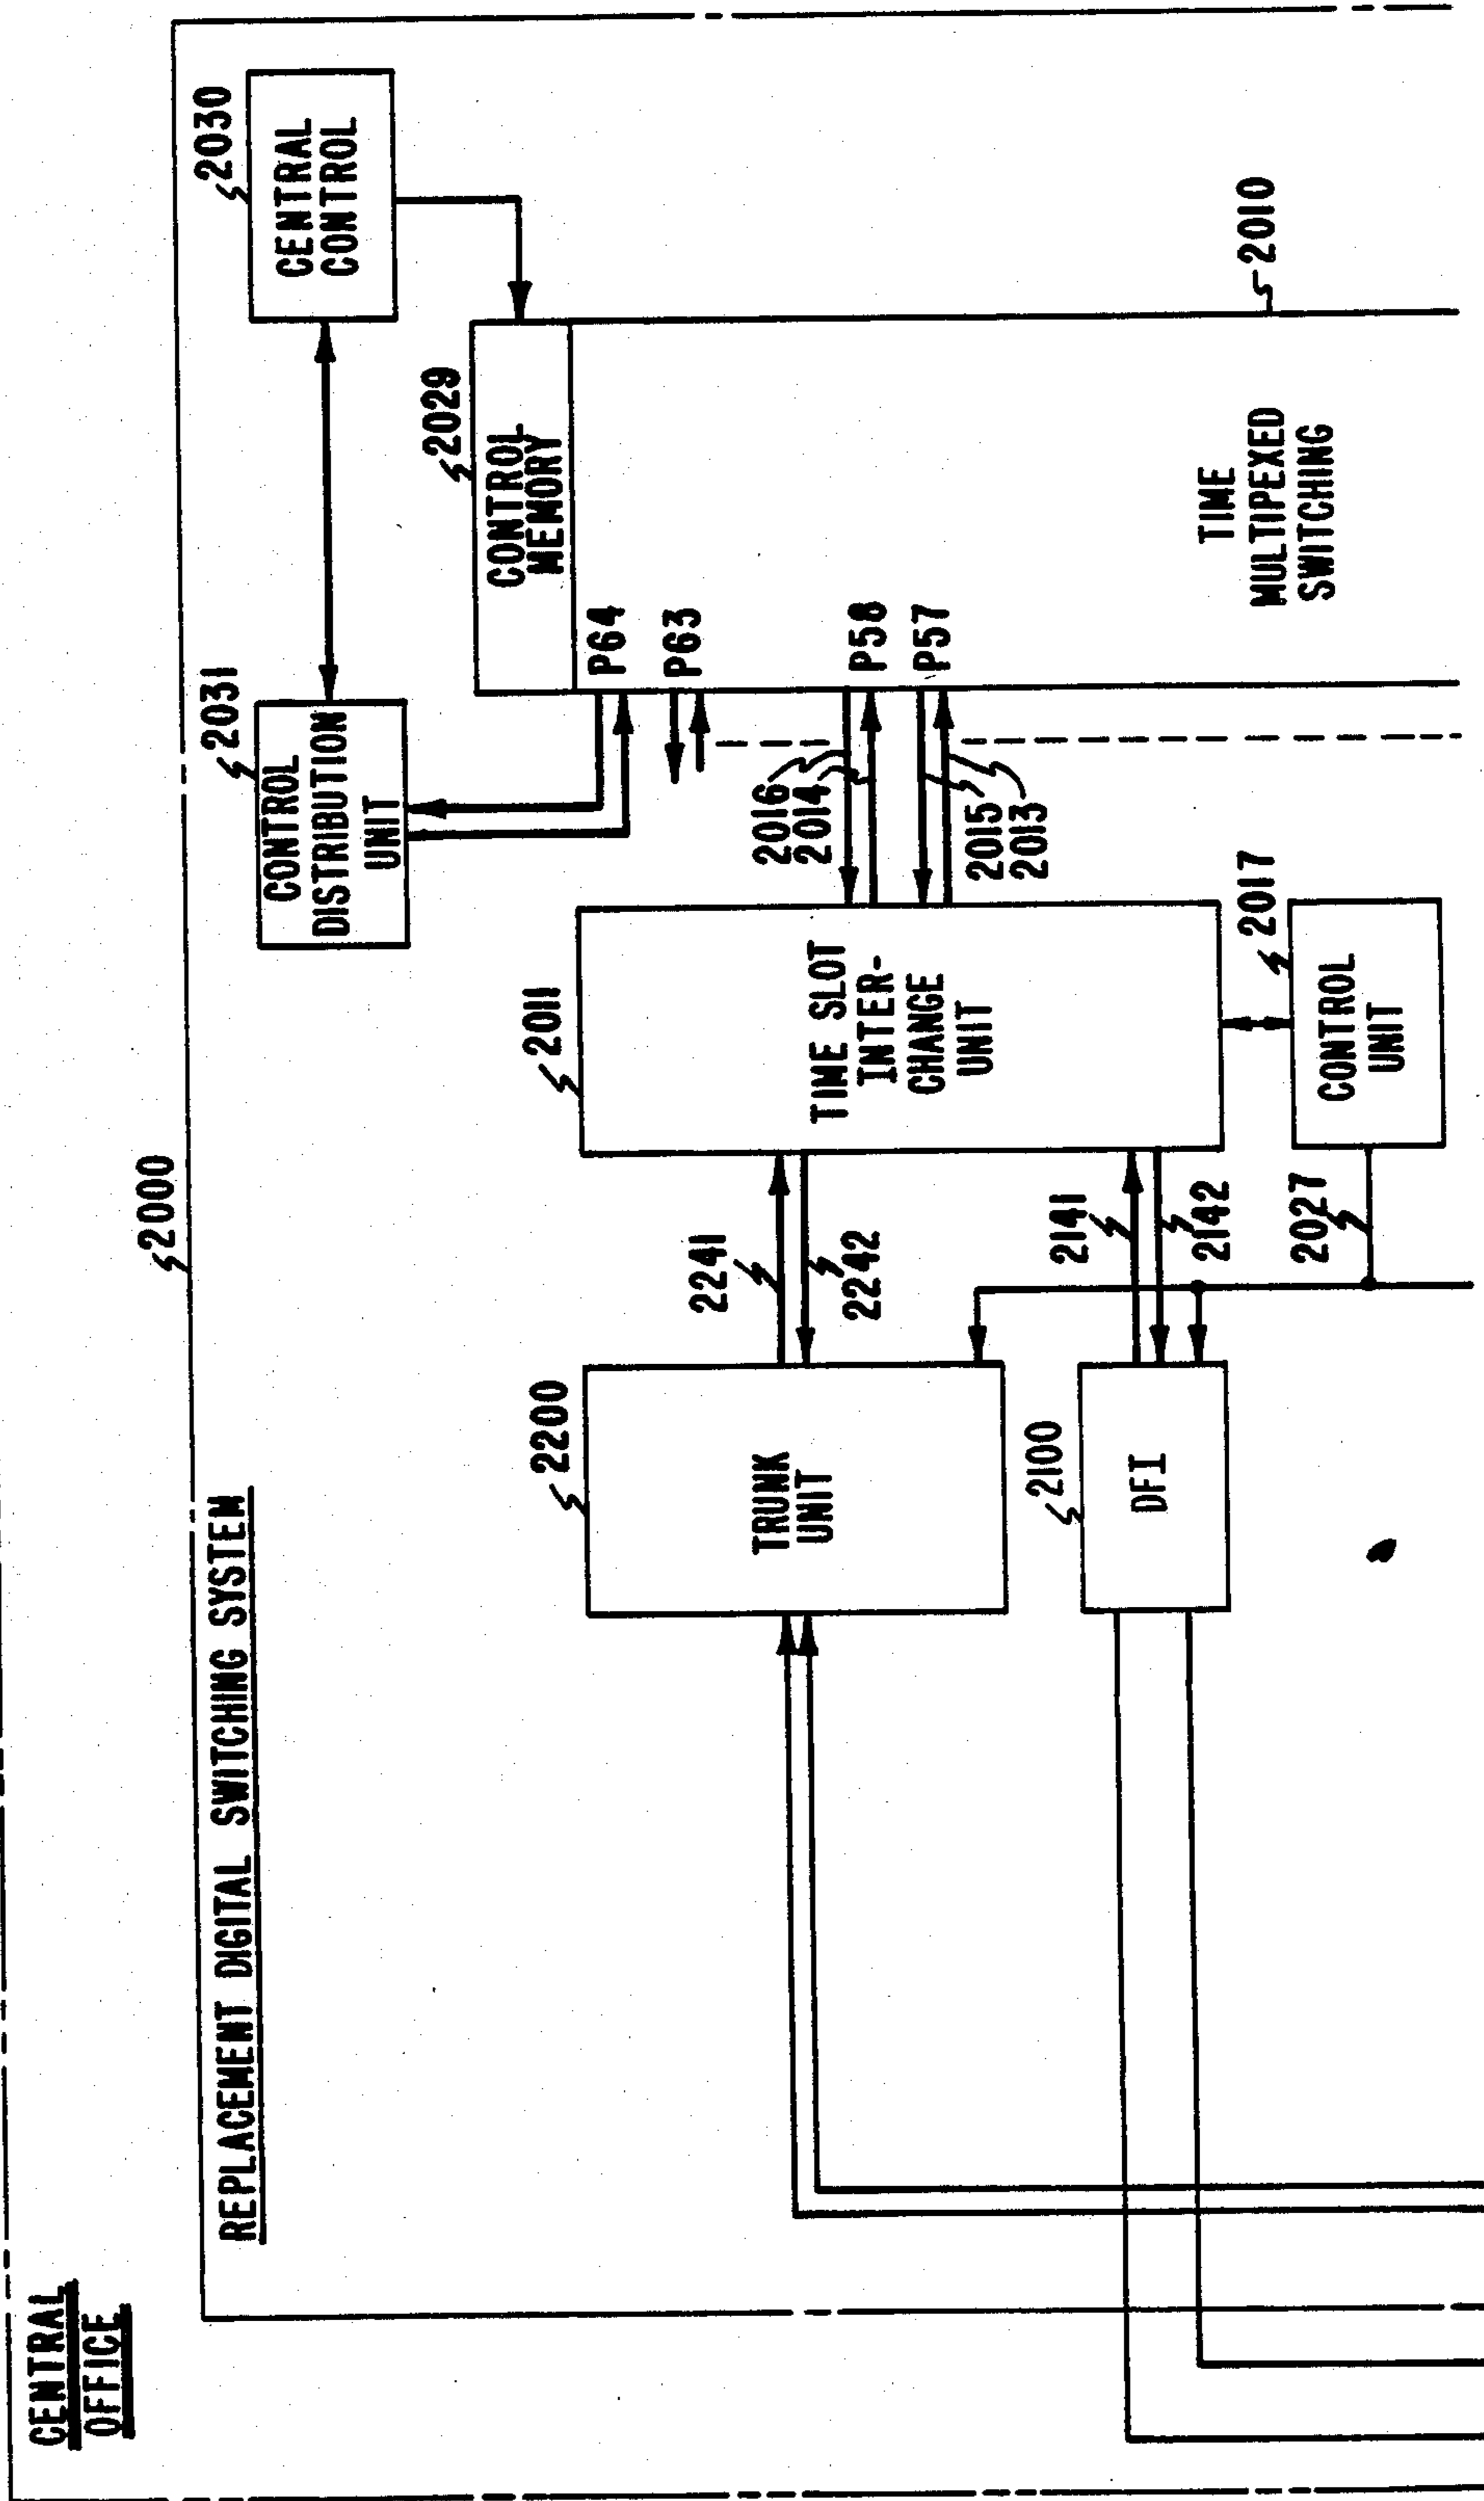 CENTRAL
OFFICE
2000
REPLACEMENT DIGITAL SWITCHING SYSTEM
2031
CONTROL
DISTRIBUTION
UNIT
2030
CENTRAL
CONTROL
2029
CONTROL
MEMORY
P64
P63
P58
P57
2016
2014
2015
2013
TIME
MULTIPEXED
SWITCHING
2010
2011
TIME SLOT
INTER-
CHANGE
UNIT
2017
CONTROL
UNIT
2241
2242
2141
2142
2027
2200
TRUNK
UNIT
2100
DFI